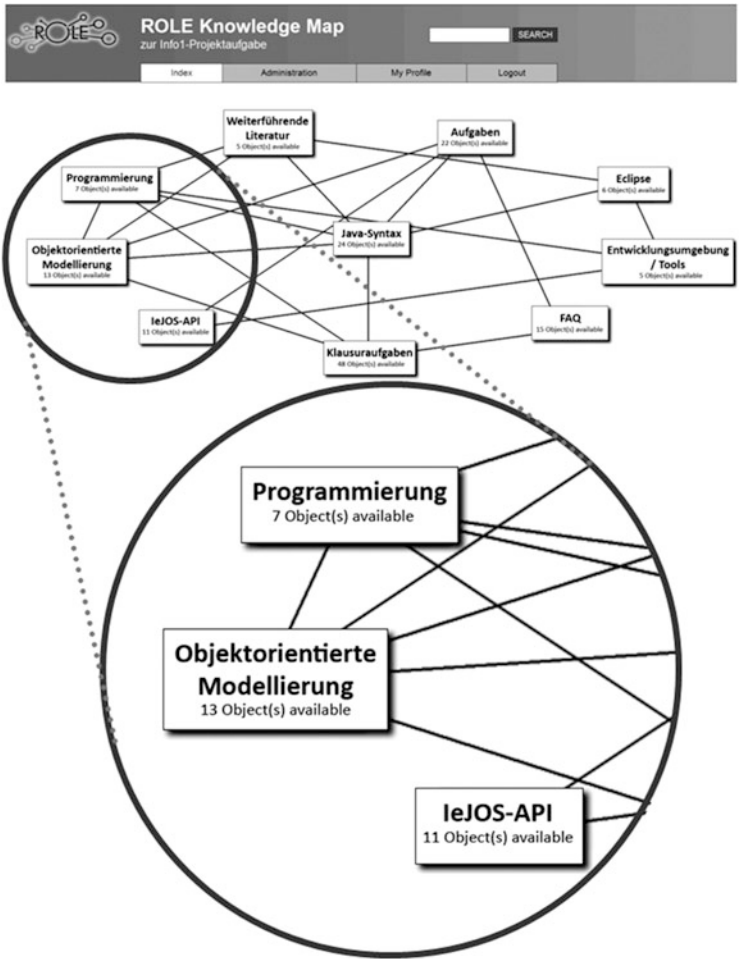 ROLE
ROLE Knowledge Map
zur Info1-Projektaufgabe
SEARCH
Index
Administration
My Profile
Logout
Weiterführende
Literatur
5 Object(s) available
Aufgaben
22 Object(s) available
Programmierung
7 Object(s) available
Eclipse
6 Object(s) available
Java-Syntax
24 Object(s) available
Objektorientierte
Modellierung
13 Object(s) available
Entwicklungsumgebung
/ Tools
5 Object(s) available
leJOS-API
11 Object(s) available
FAQ
15 Object(s) available
Klausuraufgaben
48 Object(s) available
Programmierung
7 Object(s) available
Objektorientierte
Modellierung
13 Object(s) available
leJOS-API
11 Object(s) available